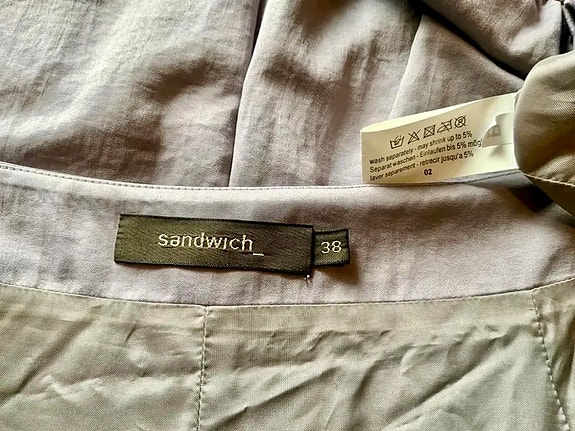 wash separately - may shrink up to 5%
Separat waschen - Einlaufen bis 5% mögl
laver separement - retrecir jusqu'a 5%
02
sandwich_
38